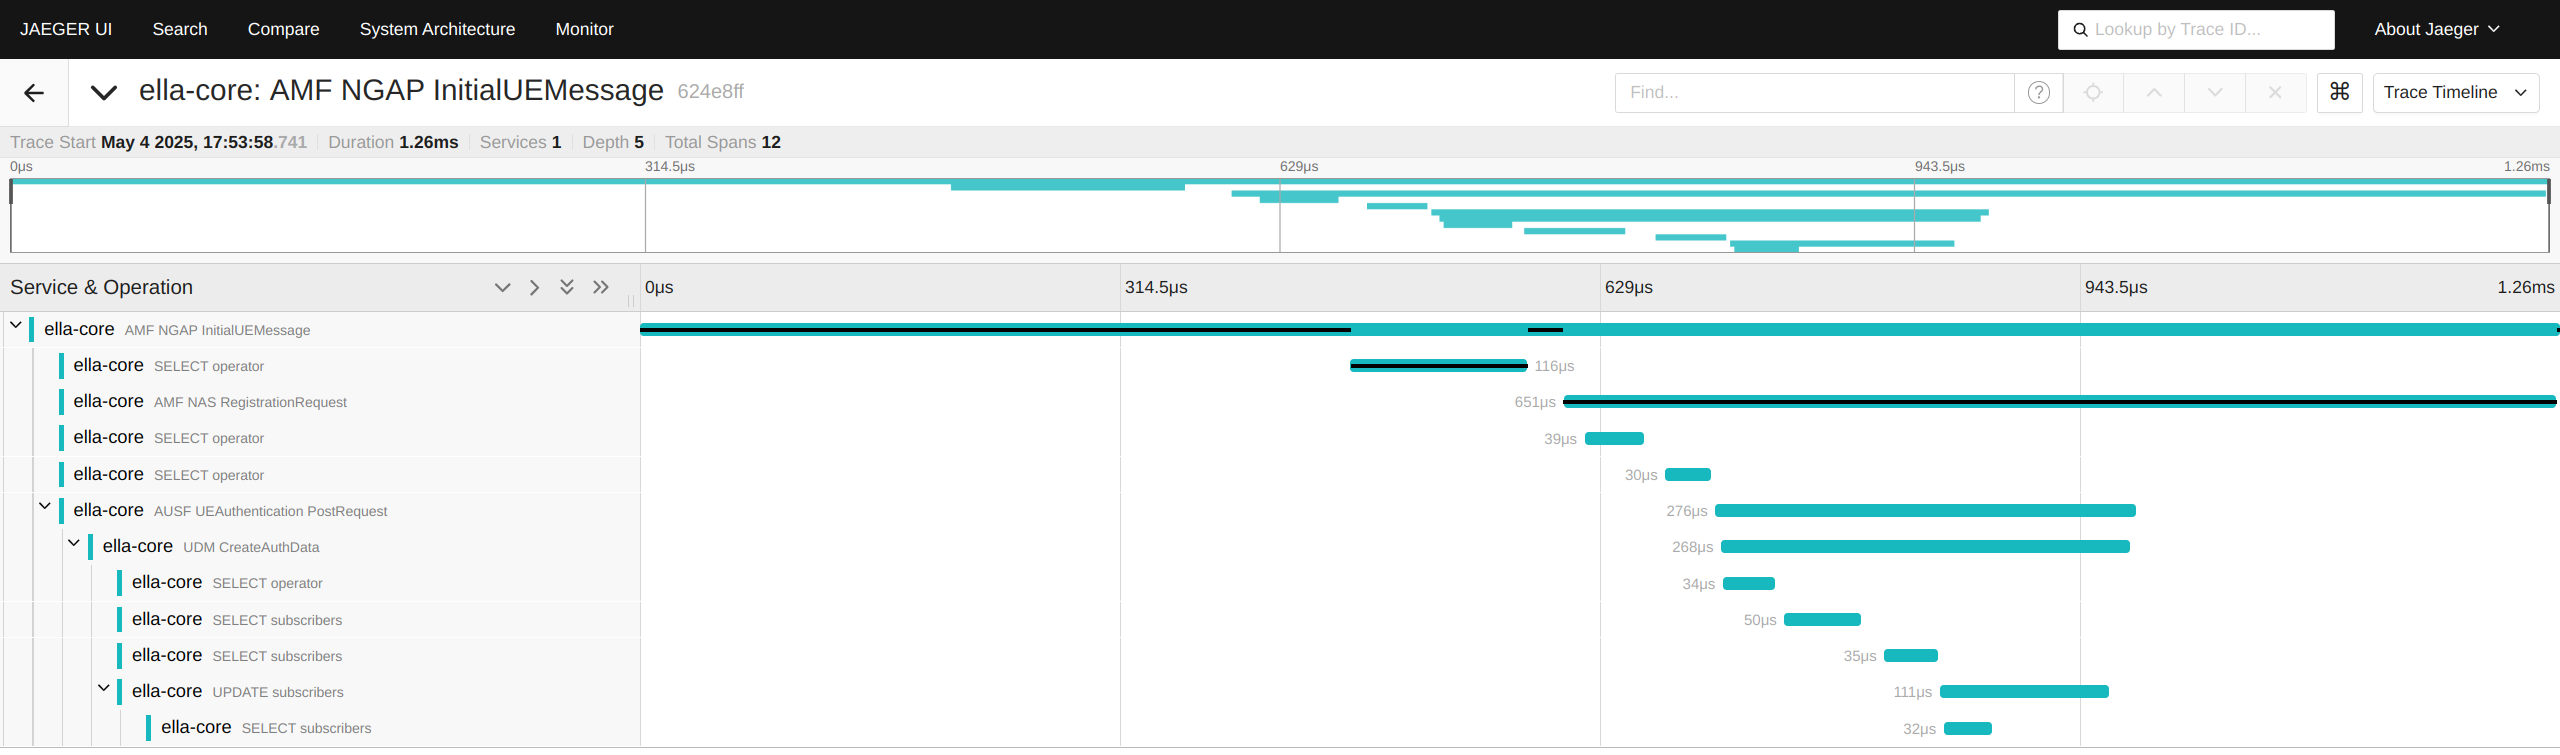 JAEGER UI Search Compare System Architecture Monitor Lookup by Trace ID... About Jaeger
ella-core: AMF NGAP InitialUEMessage 624e8ff Find... ? ⌘ Trace Timeline
Trace Start May 4 2025, 17:53:58.741 Duration 1.26ms Services 1 Depth 5 Total Spans 12
0μs 314.5μs 629μs 943.5μs 1.26ms
Service & Operation 0μs 314.5μs 629μs 943.5μs 1.26ms
ella-core AMF NGAP InitialUEMessage
ella-core SELECT operator 116μs
ella-core AMF NAS RegistrationRequest 651μs
ella-core SELECT operator 39μs
ella-core SELECT operator 30μs
ella-core AUSF UEAuthentication PostRequest 276μs
ella-core UDM CreateAuthData 268μs
ella-core SELECT operator 34μs
ella-core SELECT subscribers 50μs
ella-core SELECT subscribers 35μs
ella-core UPDATE subscribers 111μs
ella-core SELECT subscribers 32μs